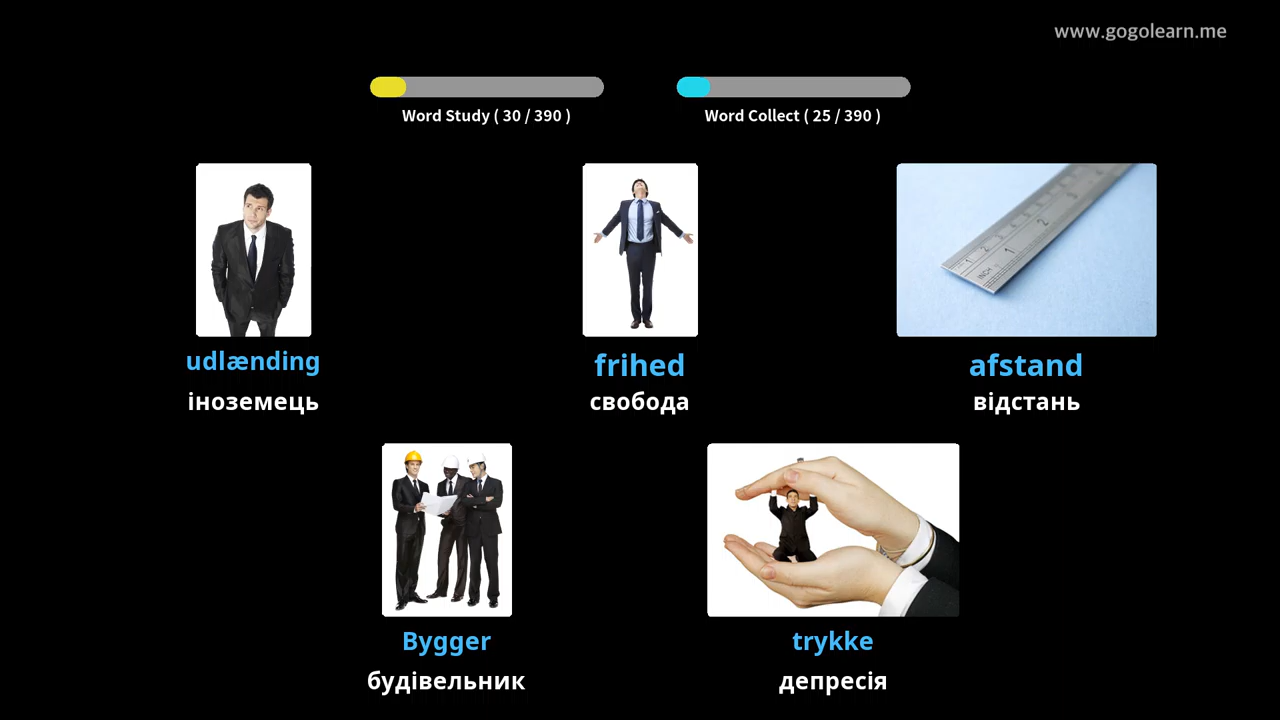 www.gogolearn.me
Word Study ( 30 / 390 )
Word Collect ( 25 / 390 )
udlænding
іноземець
frihed
свобода
afstand
відстань
Bygger
будівельник
trykke
депресія